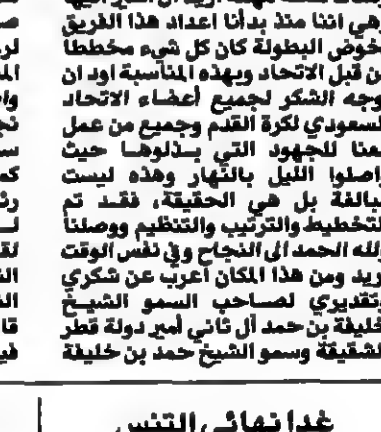 وهي اننا منذ بدأنا اعداد هذا الفريق
لخوض البطولة كان كل شيء مخططا
من قبل الاتحاد وبهذه المناسبة اود ان
اوجه الشكر لجميع أعضاء الاتحاد
السعودي لكرة القدم وجميع من عمل
معنا للجهود التي بذلوها حيث
واصلوا الليل بالنهار وهذه ليست
مبالغة بل هي الحقيقة، فقد تم
التخطيط والترتيب والتنظيم ووصلنا
ولله الحمد الى النجاح وفي نفس الوقت
اريد ومن هذا المكان أعرب عن شكري
وتقديري لصاحب السمو الشيخ
خليفة بن حمد آل ثاني أمير دولة قطر
الشقيقة وسمو الشيخ حمد بن خليفة
غدا نهائي التنس